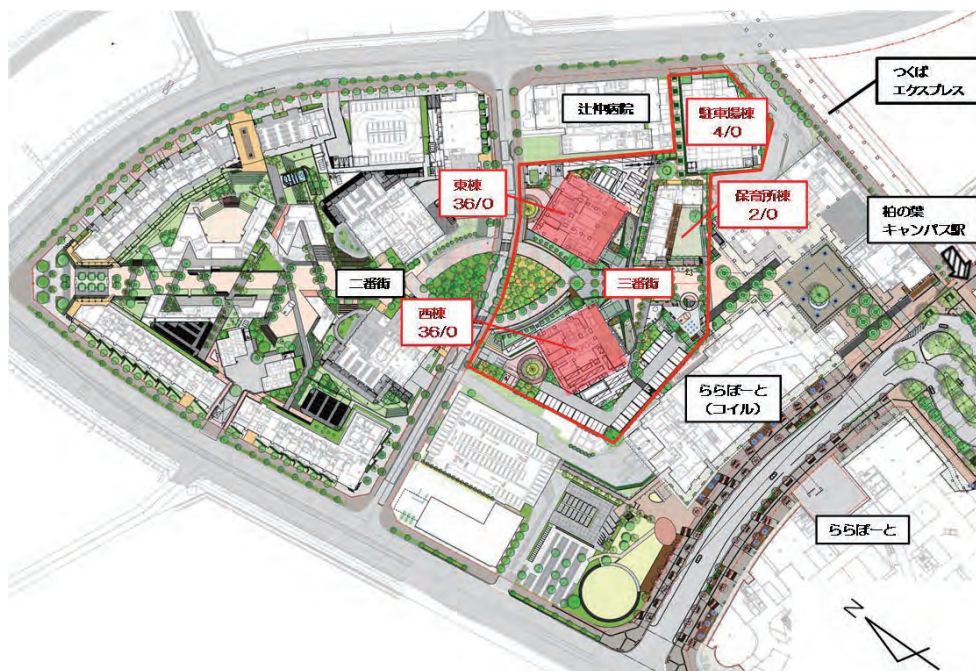 つくば
エクスプレス
辻仲病院
駐車場棟
4/0
東棟
36/0
保育所棟
2/0
柏の葉
キャンパス駅
二番街
三番街
西棟
36/0
ららぽーと
(コイル)
ららぽーと
N